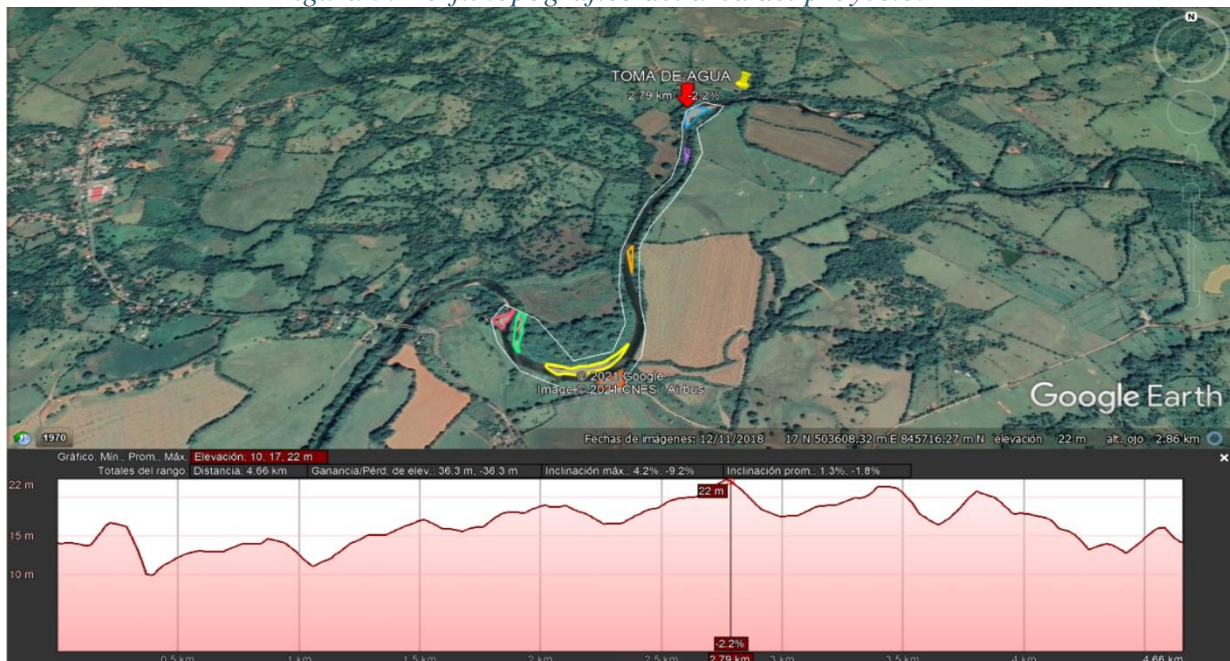 N
TOMA DE AGUA
2.79 km -2.2%
© 2021 Google
Image © 2021 CNES / Airbus
Google Earth
1970
Fechas de imágenes: 12/11/2018 17 N 503608.32 m E 845716.27 m N elevación 22 m alt. ojo 2.86 km
Gráfico: Mín., Prom., Máx. Elevación: 10, 17, 22 m
Totales del rango: Distancia: 4.66 km Ganancia/Pérd. de elev.: 36.3 m, -36.3 m Inclinación máx.: 4.2%, -9.2% Inclinación prom.: 1.3%, -1.8%
22 m
22 m
15 m
10 m
-2.2%
0.5 km 1 km 1.5 km 2 km 2.5 km 2.79 km 3 km 3.5 km 4 km 4.66 km